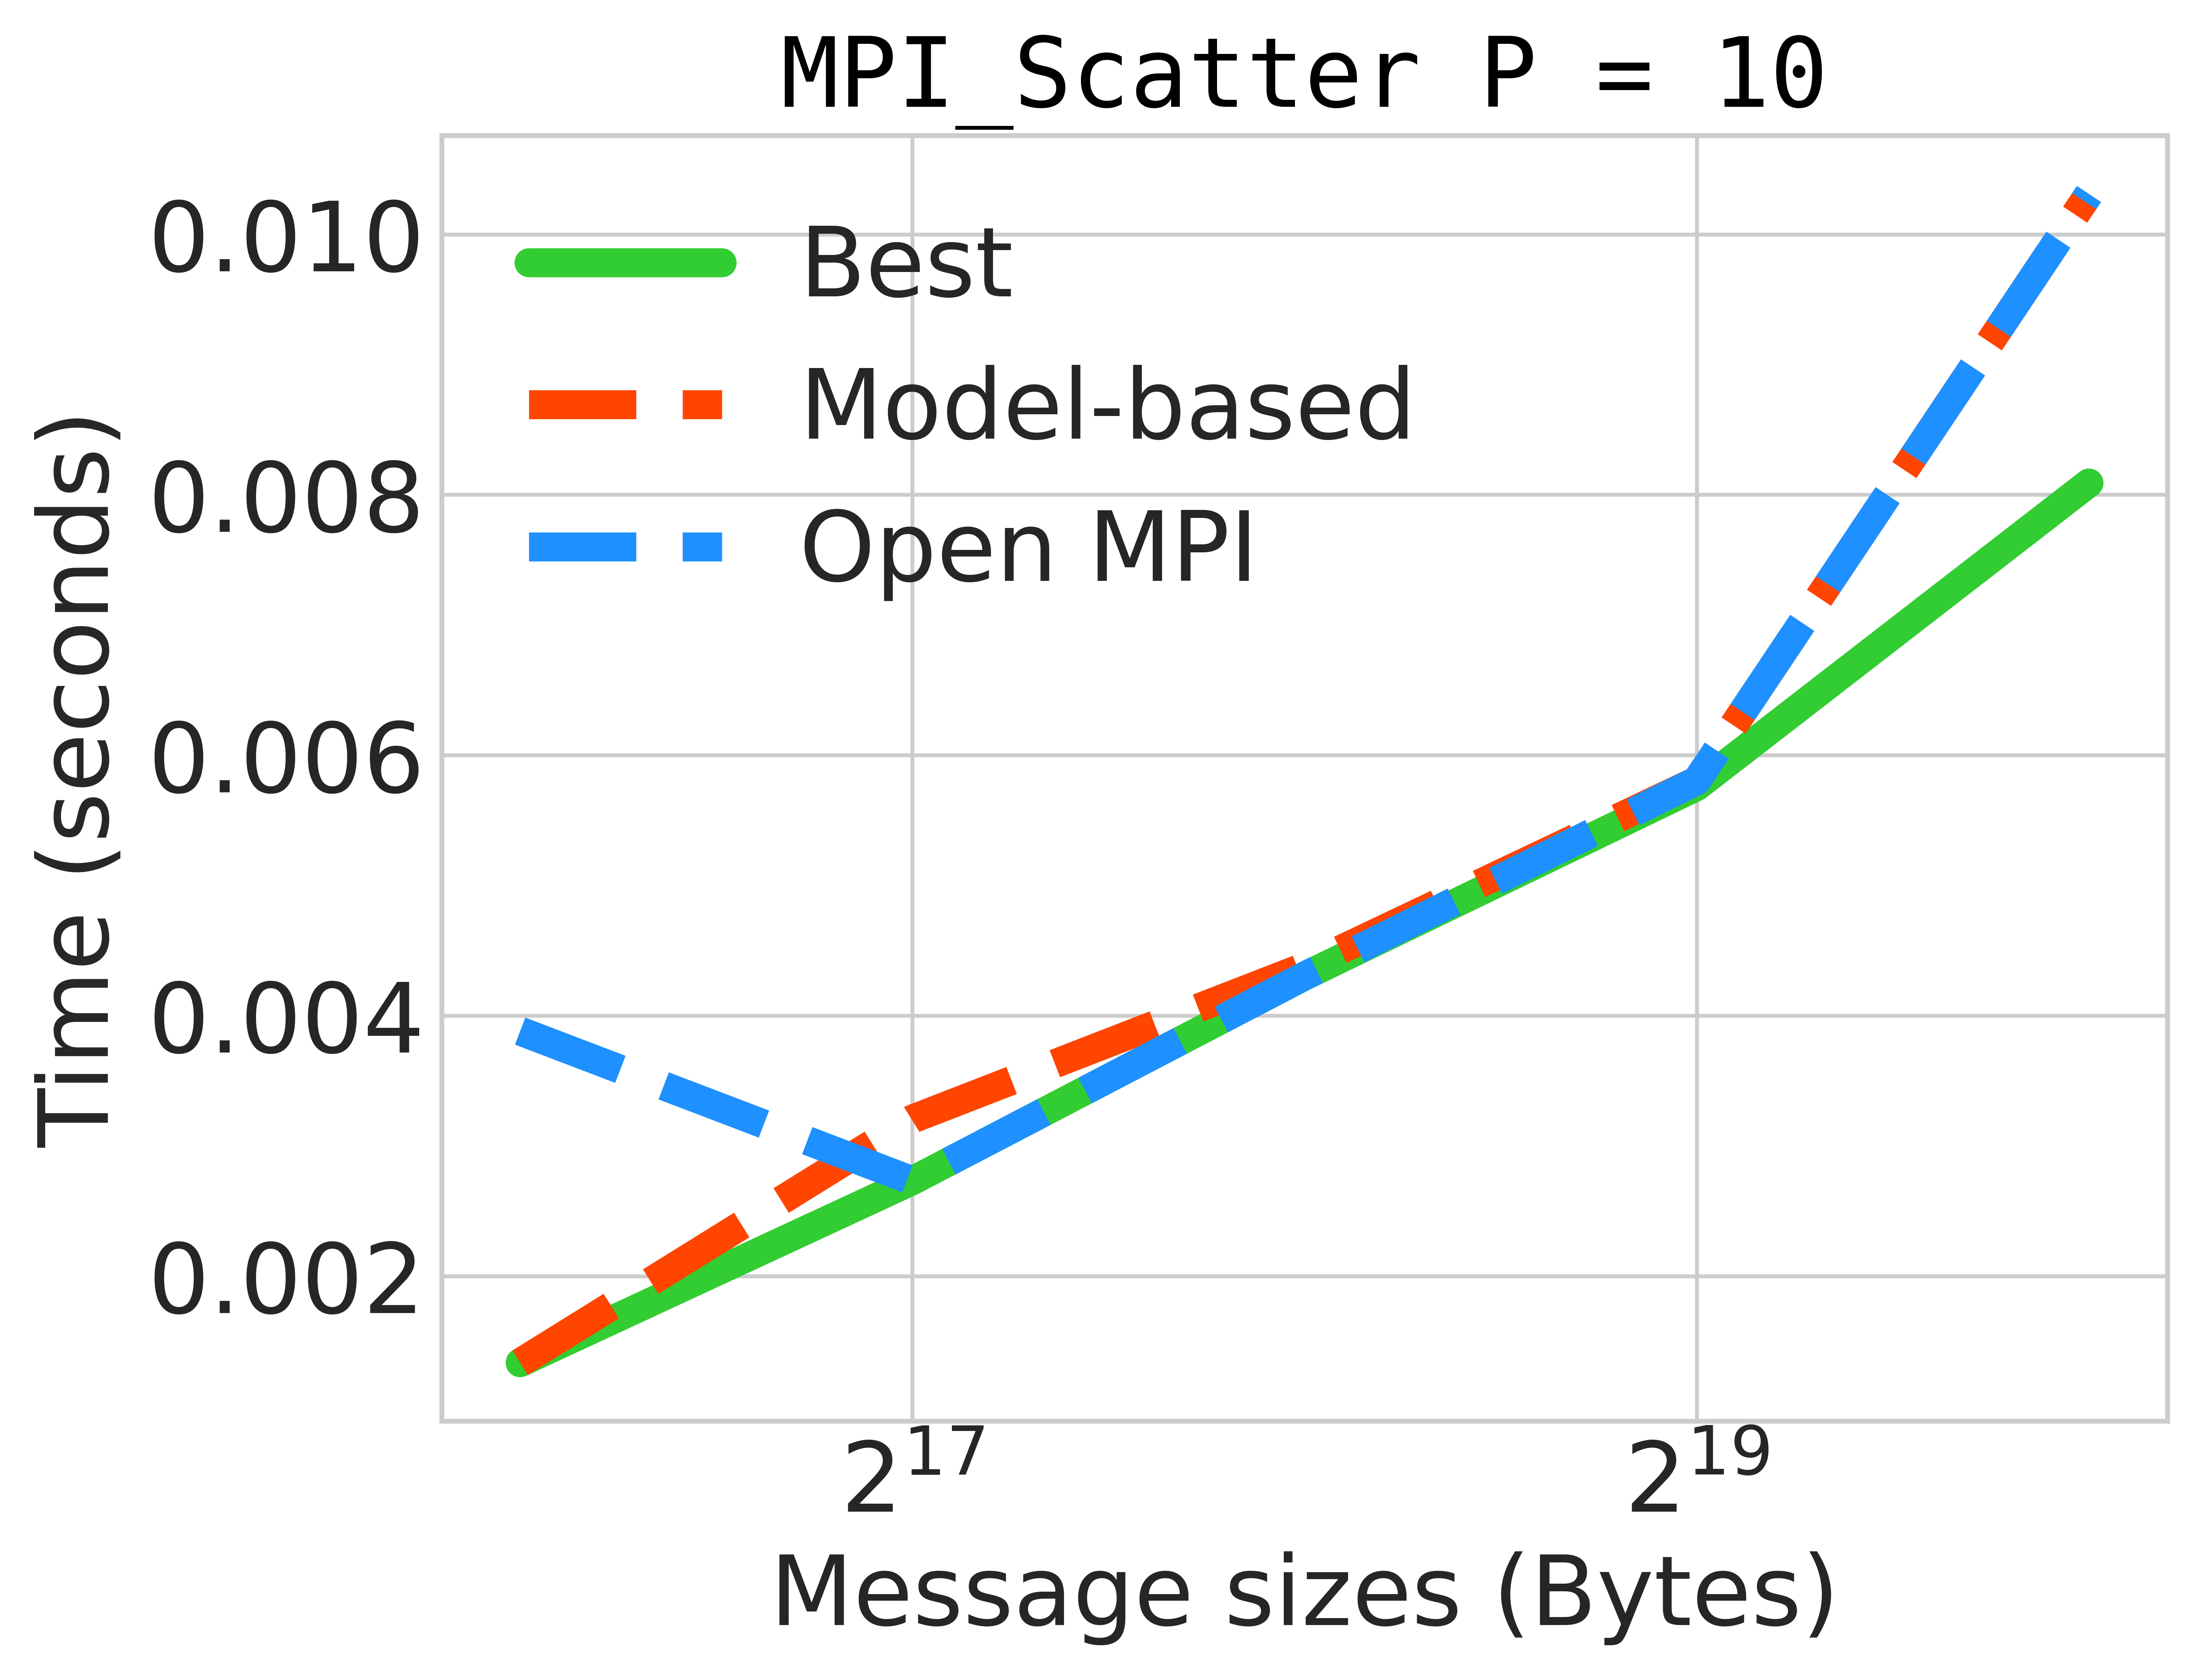 MPI_Scatter P = 10
0.010
0.008
0.006
0.004
0.002
Time (seconds)
Best
Model-based
Open MPI
2^17
2^19
Message sizes (Bytes)